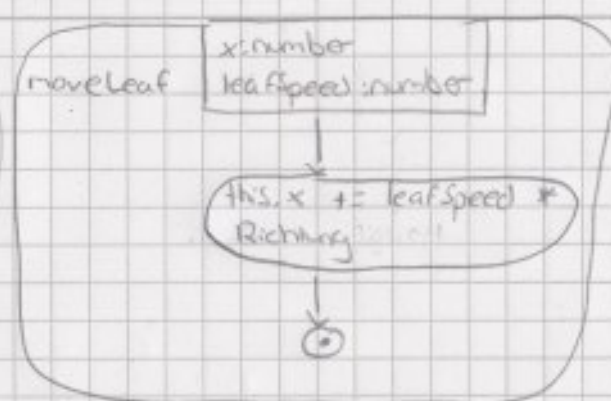 x:number
moveLeaf
leafSpeed:number
this.x += leafSpeed *
Richtung